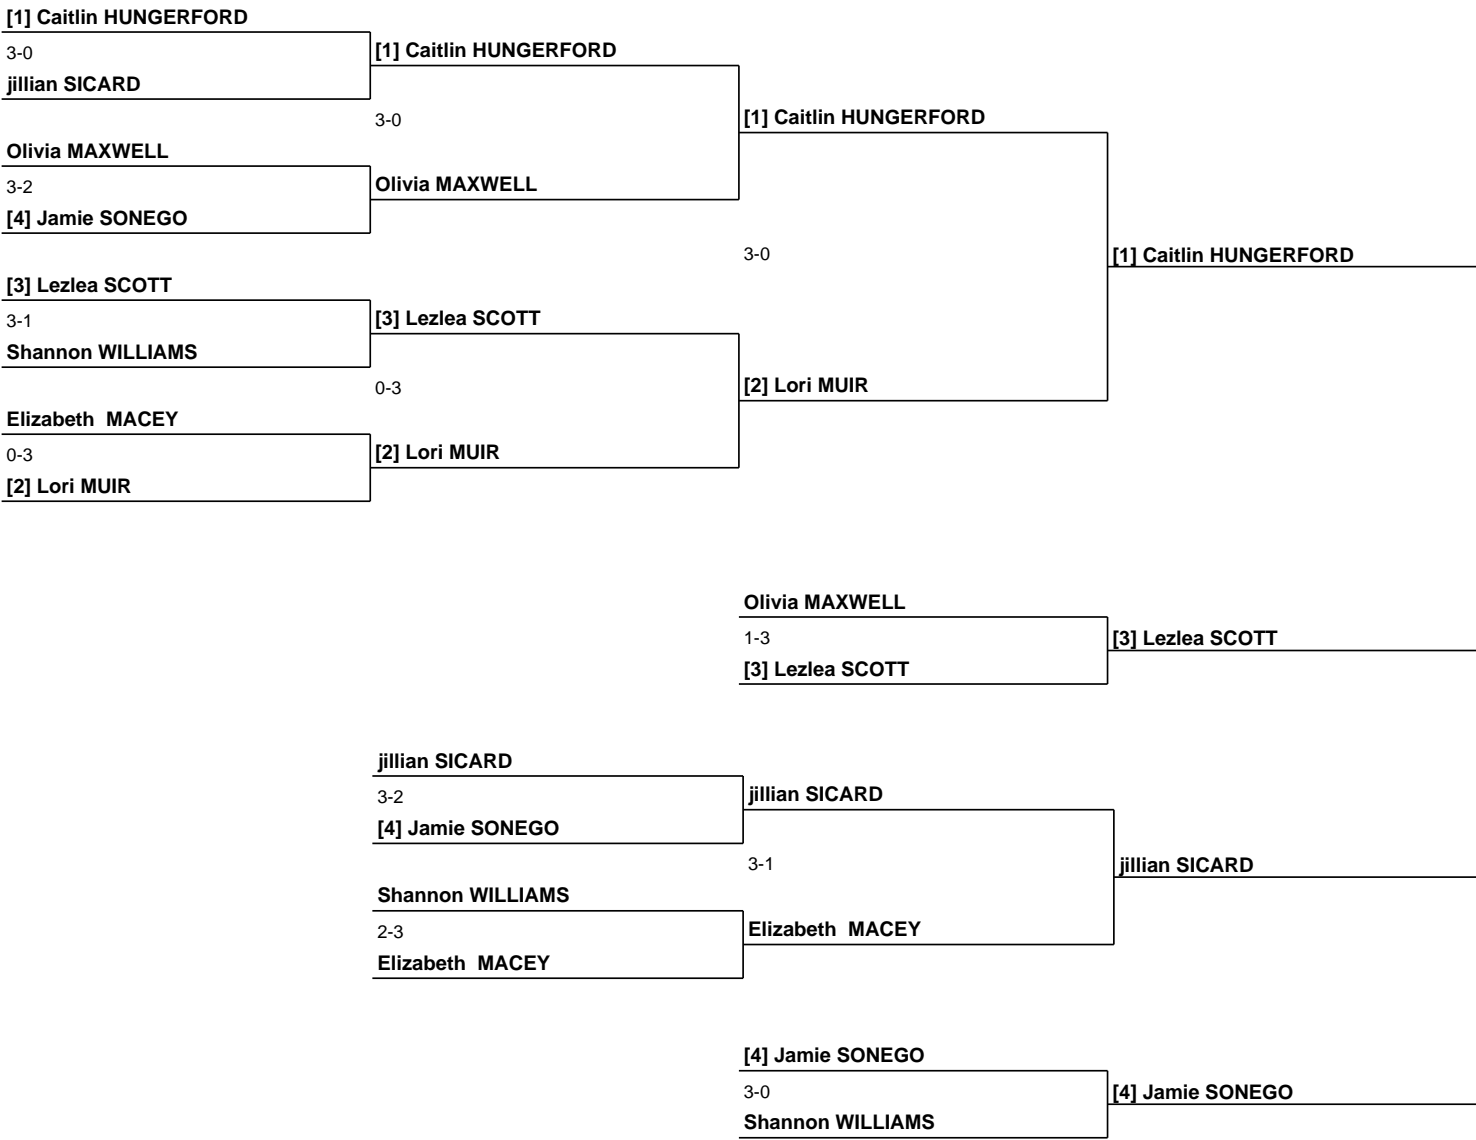 [1] Caitlin HUNGERFORD
3-0
jillian SICARD
[1] Caitlin HUNGERFORD
3-0
Olivia MAXWELL
3-2
[4] Jamie SONEGO
Olivia MAXWELL
[1] Caitlin HUNGERFORD
3-0
[1] Caitlin HUNGERFORD
[3] Lezlea SCOTT
3-1
Shannon WILLIAMS
[3] Lezlea SCOTT
0-3
[2] Lori MUIR
Elizabeth  MACEY
0-3
[2] Lori MUIR
[2] Lori MUIR
Olivia MAXWELL
1-3
[3] Lezlea SCOTT
[3] Lezlea SCOTT
jillian SICARD
3-2
[4] Jamie SONEGO
jillian SICARD
3-1
jillian SICARD
Shannon WILLIAMS
2-3
Elizabeth  MACEY
Elizabeth  MACEY
[4] Jamie SONEGO
3-0
Shannon WILLIAMS
[4] Jamie SONEGO